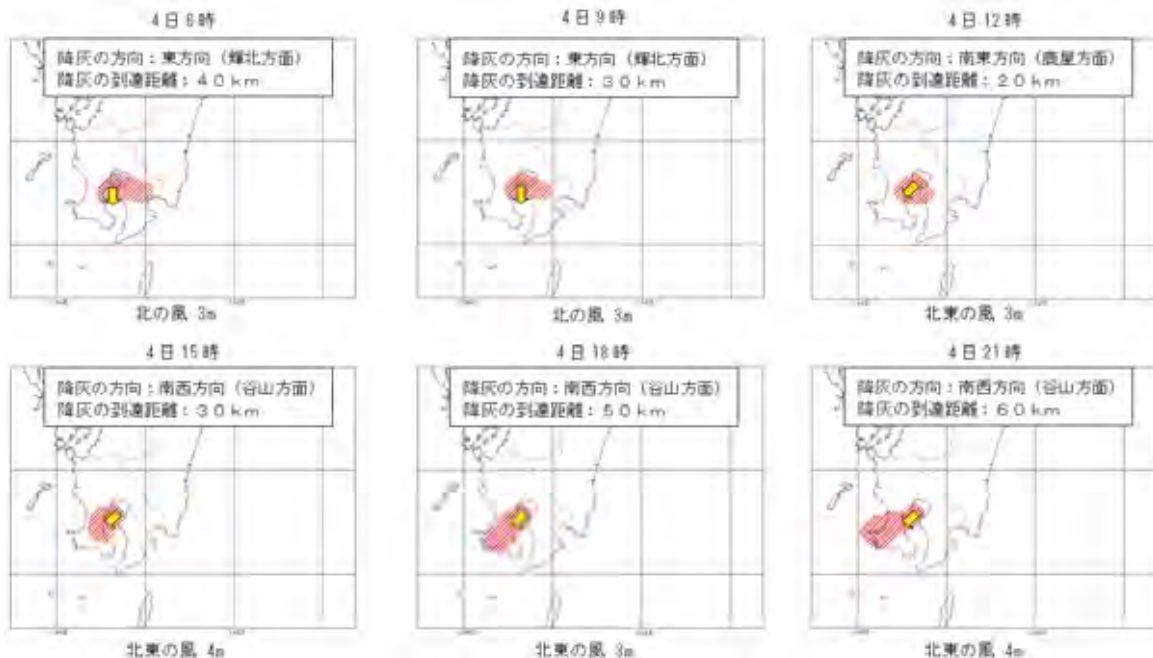 4日6時
降灰の方向：東方向（輝北方面）
降灰の到遠距離：40km
北の風 3m
4日9時
降灰の方向：東方向（輝北方面）
降灰の到遠距離：30km
北の風 3m
4日12時
降灰の方向：南東方向（鹿屋方面）
降灰の到遠距離：20km
北東の風 3m
4日15時
降灰の方向：南西方向（谷山方面）
降灰の到遠距離：30km
北東の風 4m
4日18時
降灰の方向：南西方向（谷山方面）
降灰の到遠距離：50km
北東の風 3m
4日21時
降灰の方向：南西方向（谷山方面）
降灰の到遠距離：60km
北東の風 4m